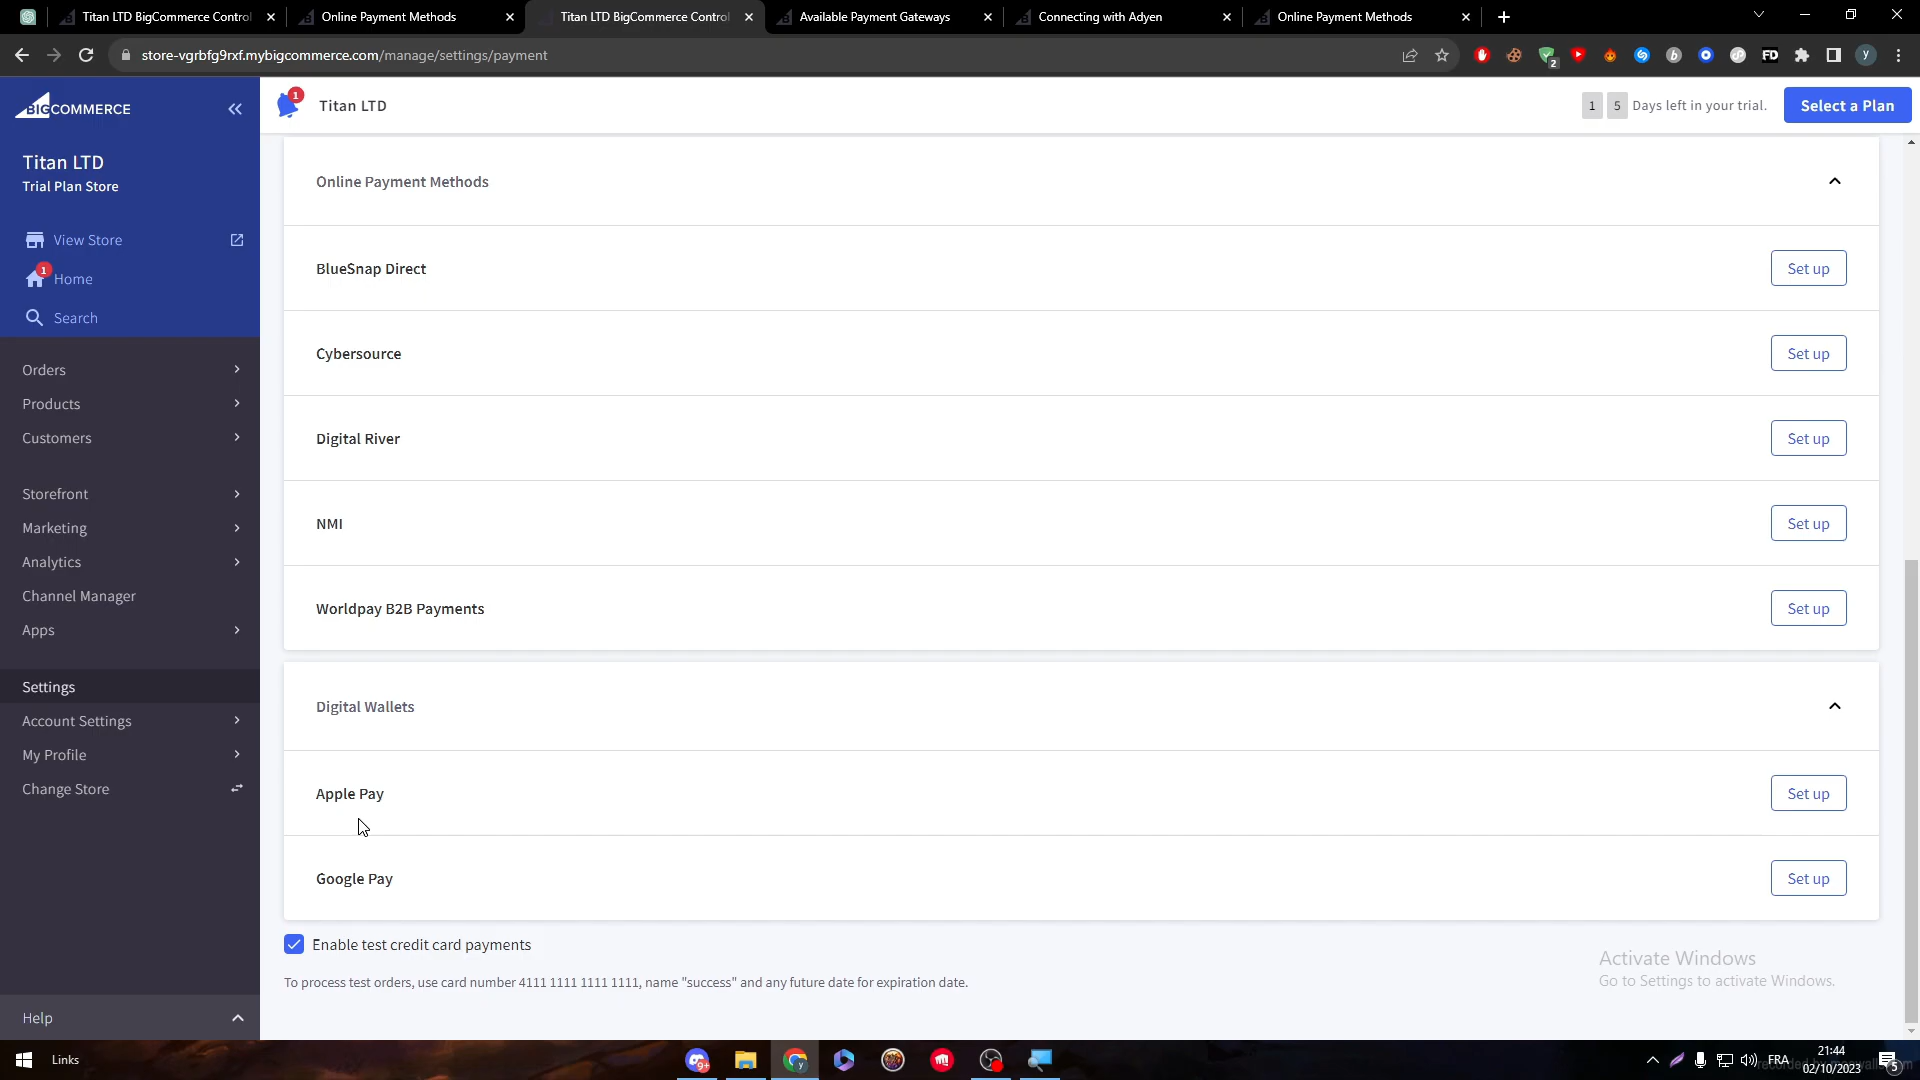 Titan LTD BigCommerce Control
Online Payment Methods
Titan LTD BigCommerce Control
Available Payment Gateways
Connecting with Adyen
Online Payment Methods
store-vgrbfg9rxf.mybigcommerce.com/manage/settings/payment
2
b
FD
y
BIGCOMMERCE
1
Titan LTD
1 5 Days left in your trial.
Select a Plan
Titan LTD
Trial Plan Store
View Store
1
Home
Search
Orders
Products
Customers
Storefront
Marketing
Analytics
Channel Manager
Apps
Settings
Account Settings
My Profile
Change Store
Help
Online Payment Methods
BlueSnap Direct
Set up
Cybersource
Set up
Digital River
Set up
NMI
Set up
Worldpay B2B Payments
Set up
Digital Wallets
Apple Pay
Set up
Google Pay
Set up
Enable test credit card payments
To process test orders, use card number 4111 1111 1111 1111, name "success" and any future date for expiration date.
Activate Windows
Go to Settings to activate Windows.
Links
9+
y
FRA
21:44
02/10/2023
5